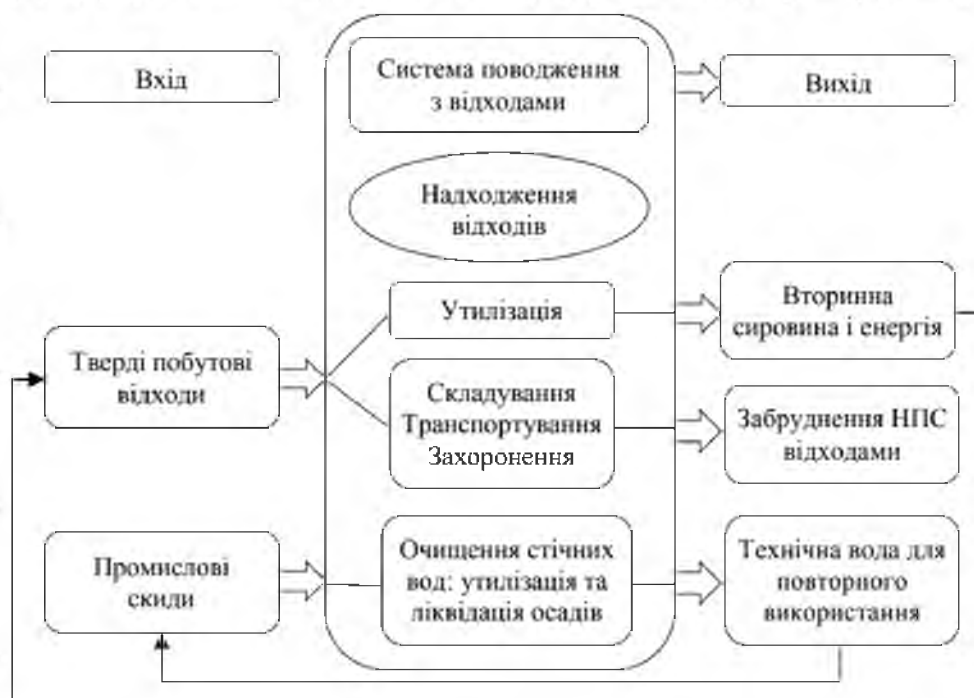 Вхід
Система поводження
з відходами
Вихід
Надходження
відходів
Утилізація
Вторинна
сировина і енергія
Тверді побутові
відходи
Складування
Транспортування
Захоронення
Забруднення НПС
відходами
Промислові
скиди
Очищення стічних
вод: утилізація та
ліквідація осадів
Технічна вода для
повторного
використання